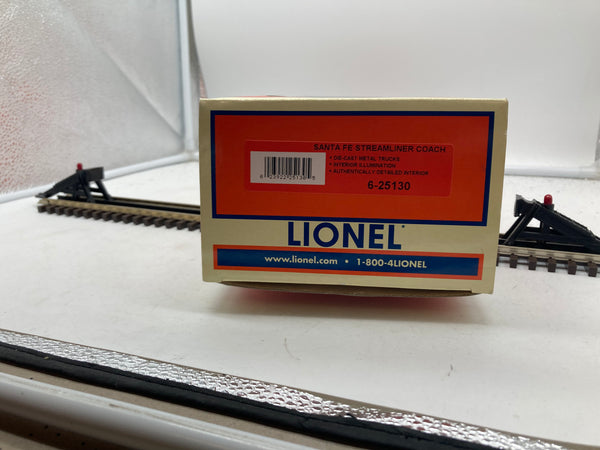 SANTA FE STREAMLINER COACH
• DIE-CAST METAL TRUCKS
• INTERIOR ILLUMINATION
• AUTHENTICALLY DETAILED INTERIOR
6-25130
LIONEL
www.lionel.com • 1-800-4LIONEL